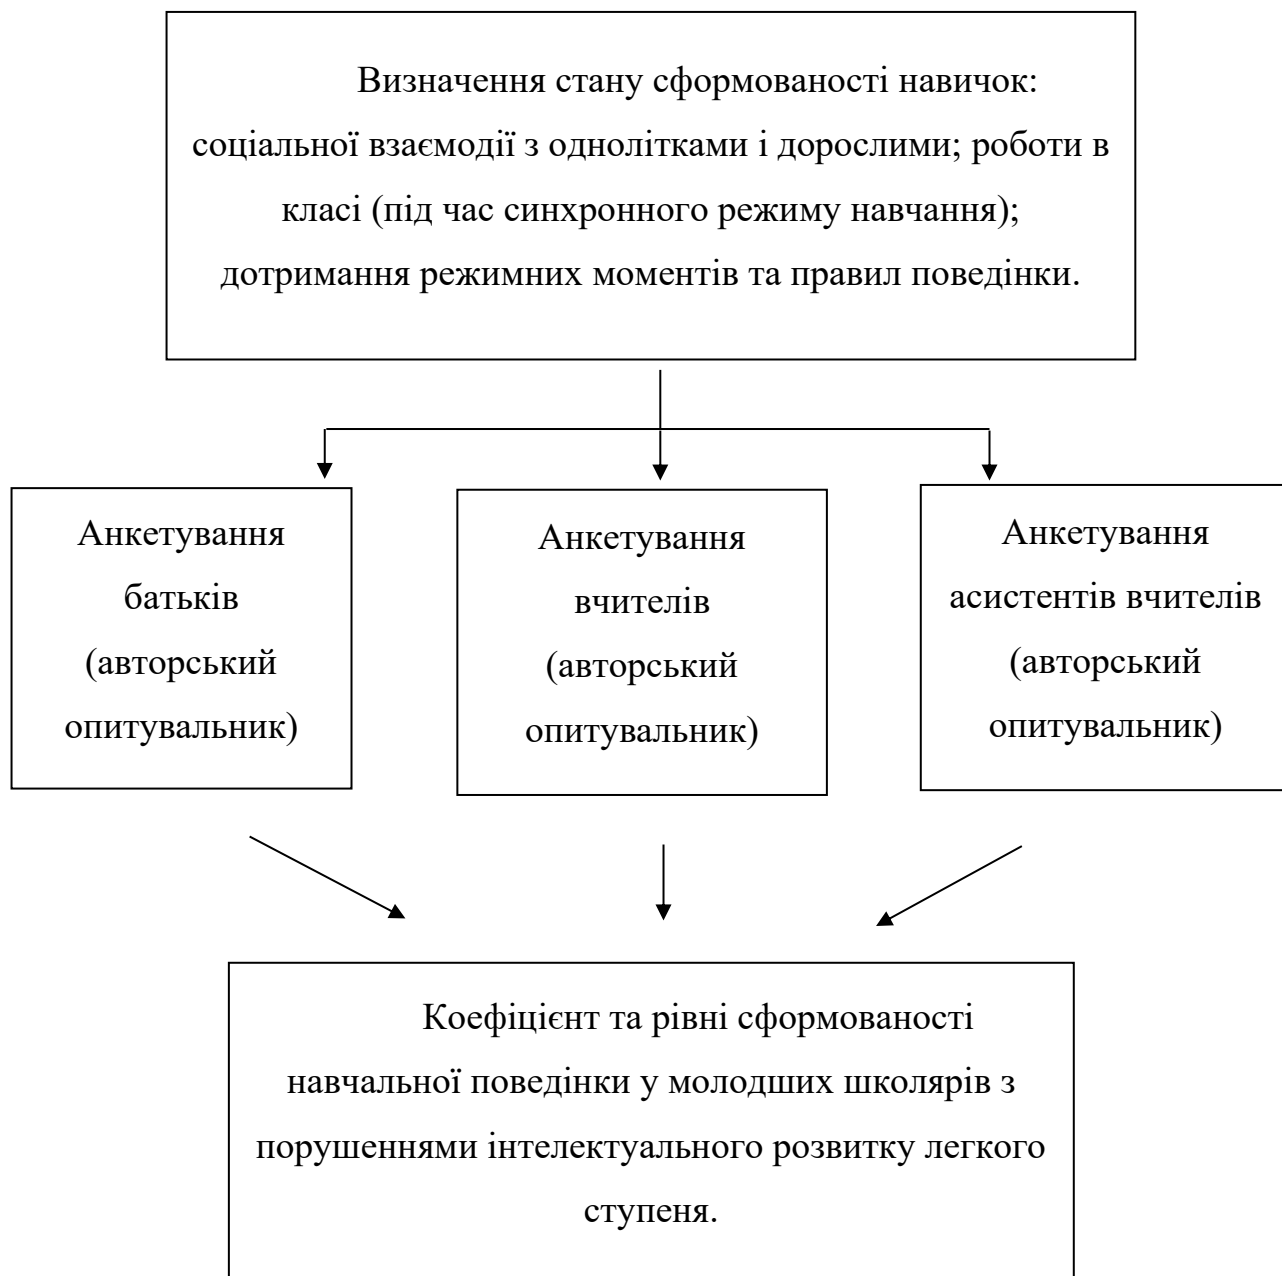 Визначення стану сформованості навичок:
соціальної взаємодії з однолітками і дорослими; роботи в
класі (під час синхронного режиму навчання);
дотримання режимних моментів та правил поведінки.
Анкетування
батьків
(авторський
опитувальник)
Анкетування
вчителів
(авторський
опитувальник)
Анкетування
асистентів вчителів
(авторський
опитувальник)
Коефіцієнт та рівні сформованості
навчальної поведінки у молодших школярів з
порушеннями інтелектуального розвитку легкого
ступеня.